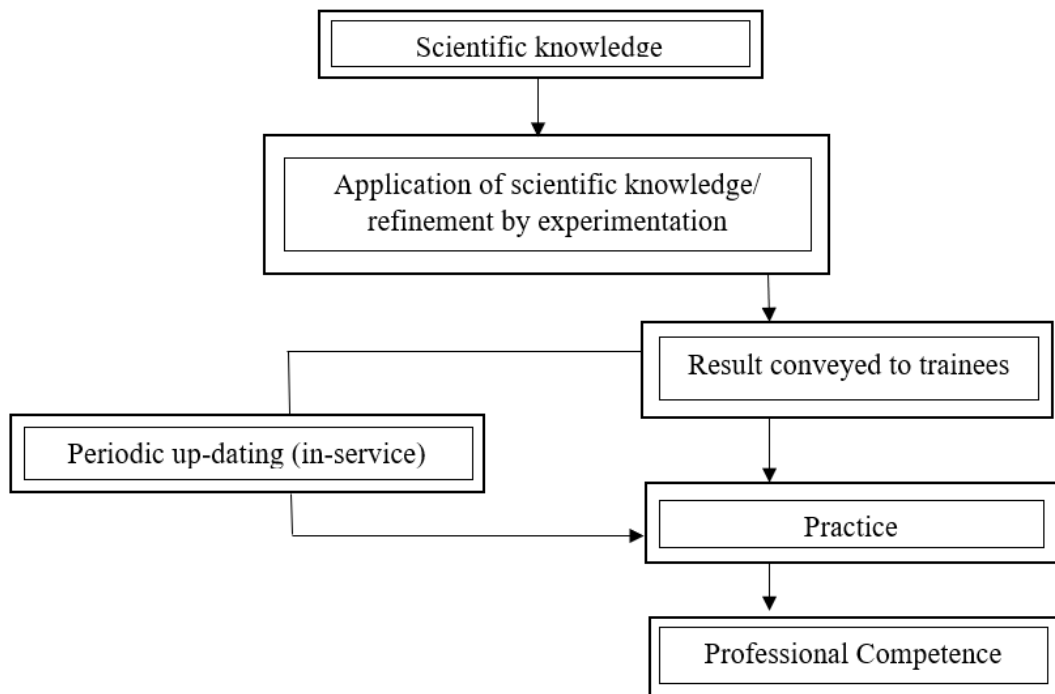 Scientific knowledge
Application of scientific knowledge/
refinement by experimentation
Result conveyed to trainees
Periodic up-dating (in-service)
Practice
Professional Competence